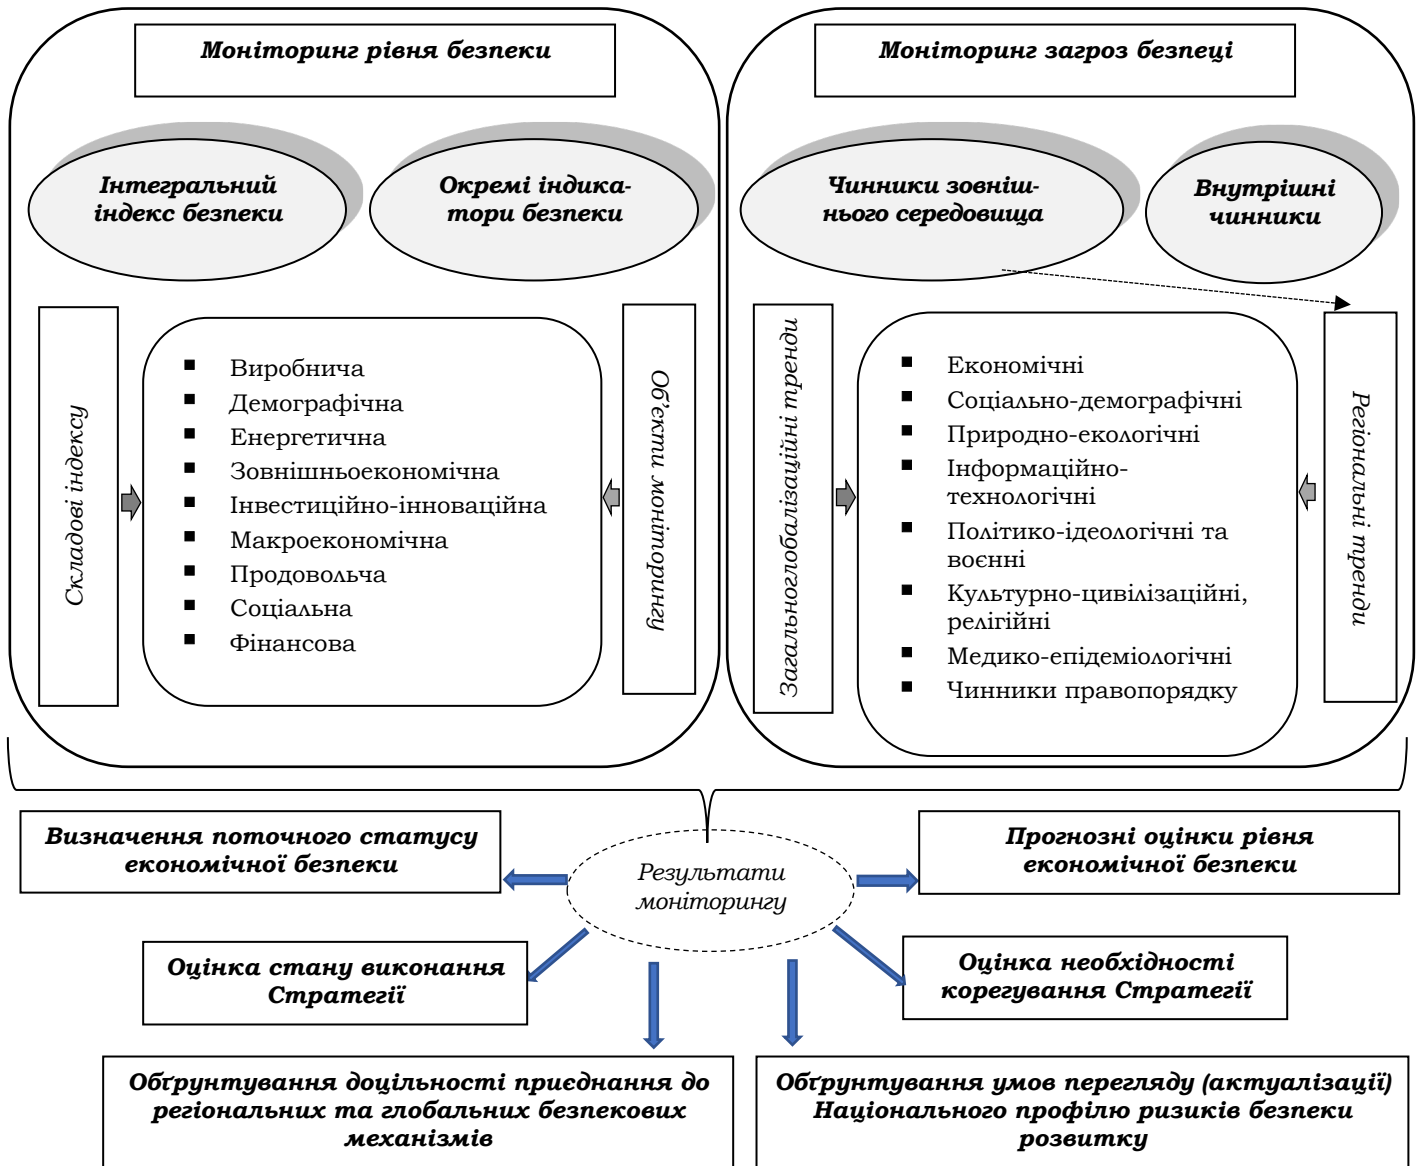 Моніторинг рівня безпеки
Інтегральний
індекс безпеки
Окремі індика-
тори безпеки
Складові індексу
Виробнича
Демографічна
Енергетична
Зовнішньоекономічна
Інвестиційно-інноваційна
Макроекономічна
Продовольча
Соціальна
Фінансова
Об'єкти моніторингу
Моніторинг загроз безпеці
Чинники зовніш-
нього середовища
Внутрішні
чинники
Загальноглобалізаційні тренди
Економічні
Соціально-демографічні
Природно-екологічні
Інформаційно-
технологічні
Політико-ідеологічні та
воєнні
Культурно-цивілізаційні,
релігійні
Медико-епідеміологічні
Чинники правопорядку
Регіональні тренди
Визначення поточного статусу
економічної безпеки
Результати
моніторингу
Прогнозні оцінки рівня
економічної безпеки
Оцінка стану виконання
Стратегії
Оцінка необхідності
корегування Стратегії
Обґрунтування доцільності приєднання до
регіональних та глобальних безпекових
механізмів
Обґрунтування умов перегляду (актуалізації)
Національного профілю ризиків безпеки
розвитку